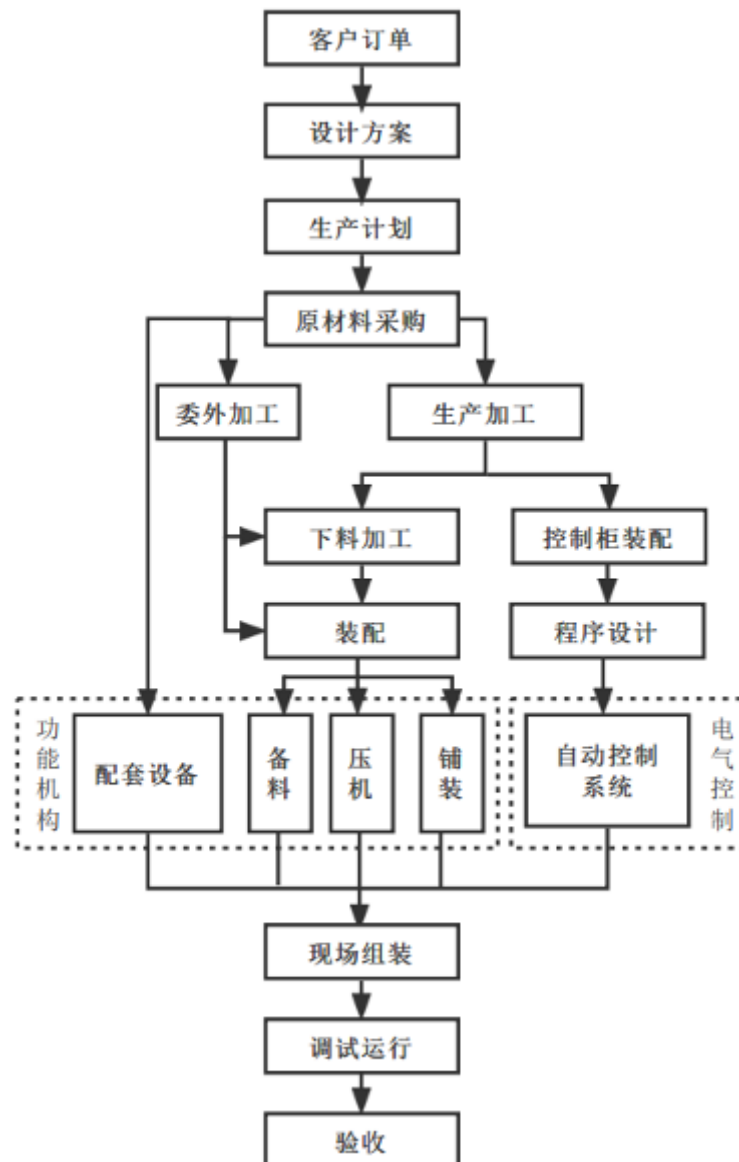 客户订单
设计方案
生产计划
原材料采购
委外加工
生产加工
下料加工
控制柜装配
装配
程序设计
功能机构
配套设备
备料
压机
铺装
自动控制
系统
电气控制
现场组装
调试运行
验收